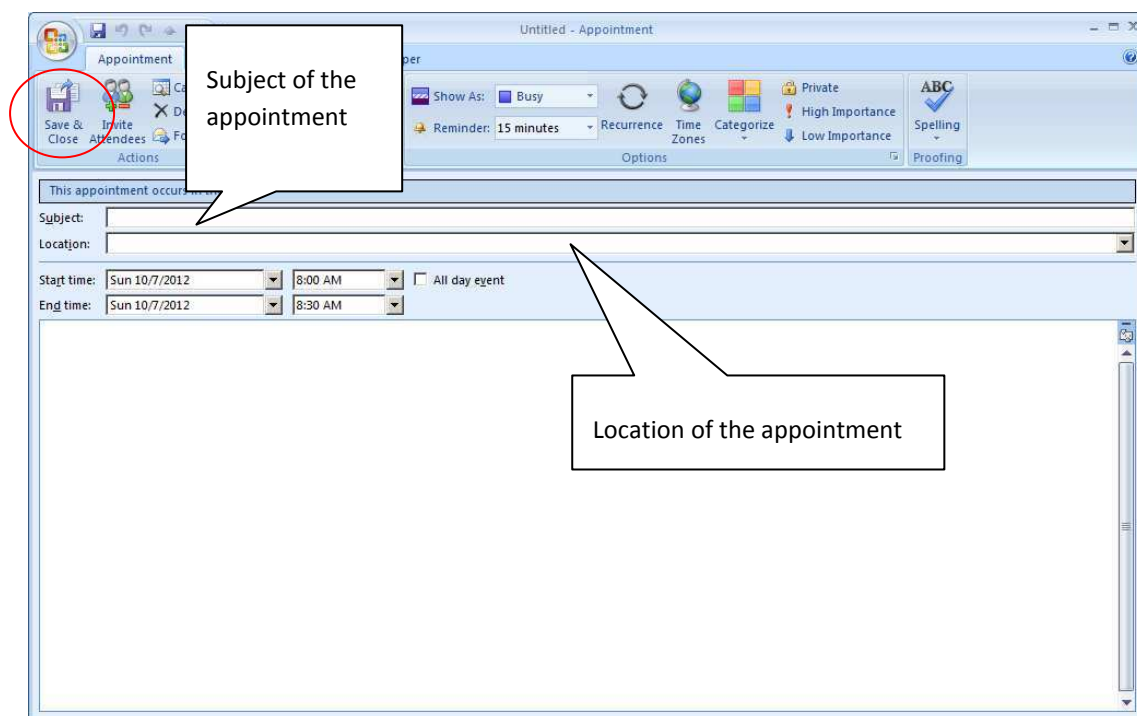 Untitled - Appointment
Appointment
Subject of the
appointment
Show As: Busy
Reminder: 15 minutes
Recurrence
Time
Zones
Categorize
Private
High Importance
Low Importance
ABC
Spelling
Save &
Close
Invite
Attendees
Actions
Options
Proofing
This appointment occurs in
Subject:
Location:
Start time: Sun 10/7/2012 8:00 AM All day event
End time: Sun 10/7/2012 8:30 AM
Location of the appointment